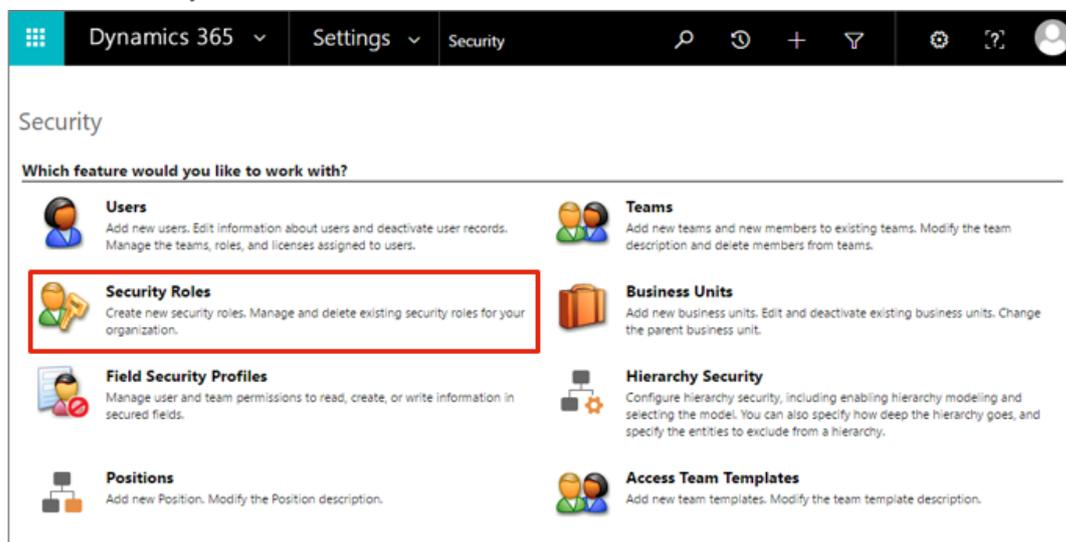 Dynamics 365 Settings Security [?]
Security
Which feature would you like to work with?
Users
Add new users. Edit information about users and deactivate user records.
Manage the teams, roles, and licenses assigned to users.
Teams
Add new teams and new members to existing teams. Modify the team
description and delete members from teams.
Security Roles
Create new security roles. Manage and delete existing security roles for your
organization.
Business Units
Add new business units. Edit and deactivate existing business units. Change
the parent business unit.
Field Security Profiles
Manage user and team permissions to read, create, or write information in
secured fields.
Hierarchy Security
Configure hierarchy security, including enabling hierarchy modeling and
selecting the model. You can also specify how deep the hierarchy goes, and
specify the entities to exclude from a hierarchy.
Positions
Add new Position. Modify the Position description.
Access Team Templates
Add new team templates. Modify the team template description.